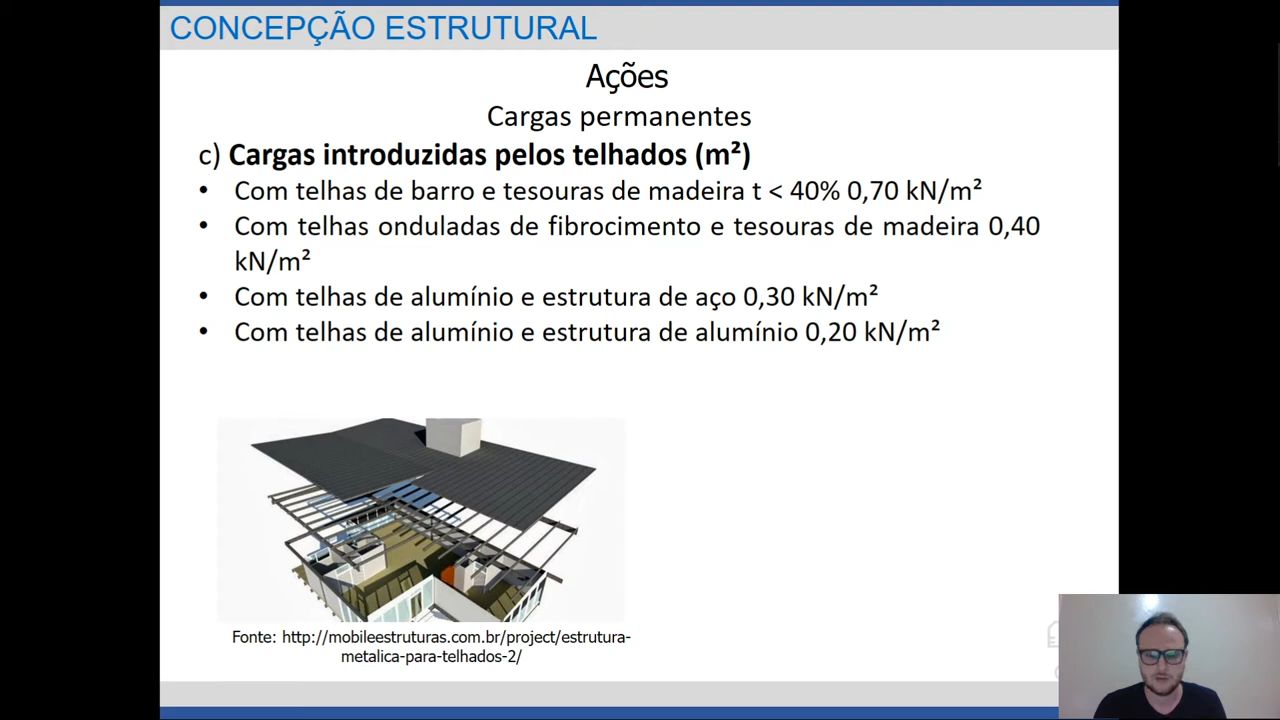 CONCEPÇÃO ESTRUTURAL
Ações
Cargas permanentes
c) Cargas introduzidas pelos telhados (m²)
• Com telhas de barro e tesouras de madeira t < 40% 0,70 kN/m²
• Com telhas onduladas de fibrocimento e tesouras de madeira 0,40
kN/m²
• Com telhas de alumínio e estrutura de aço 0,30 kN/m²
• Com telhas de alumínio e estrutura de alumínio 0,20 kN/m²
Fonte: http://mobileestruturas.com.br/project/estrutura-
metalica-para-telhados-2/